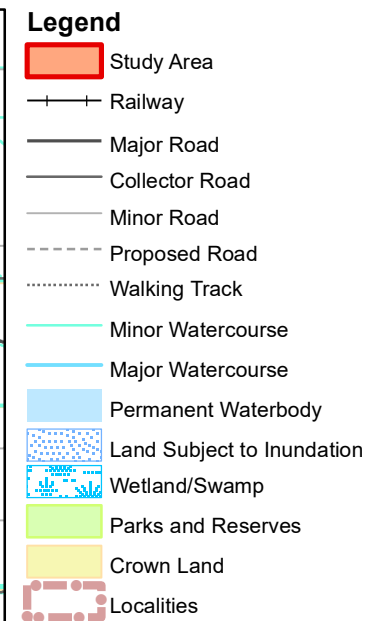 Legend
Study Area
Railway
Major Road
Collector Road
Minor Road
Proposed Road
Walking Track
Minor Watercourse
Major Watercourse
Permanent Waterbody
Land Subject to Inundation
Wetland/Swamp
Parks and Reserves
Crown Land
Localities